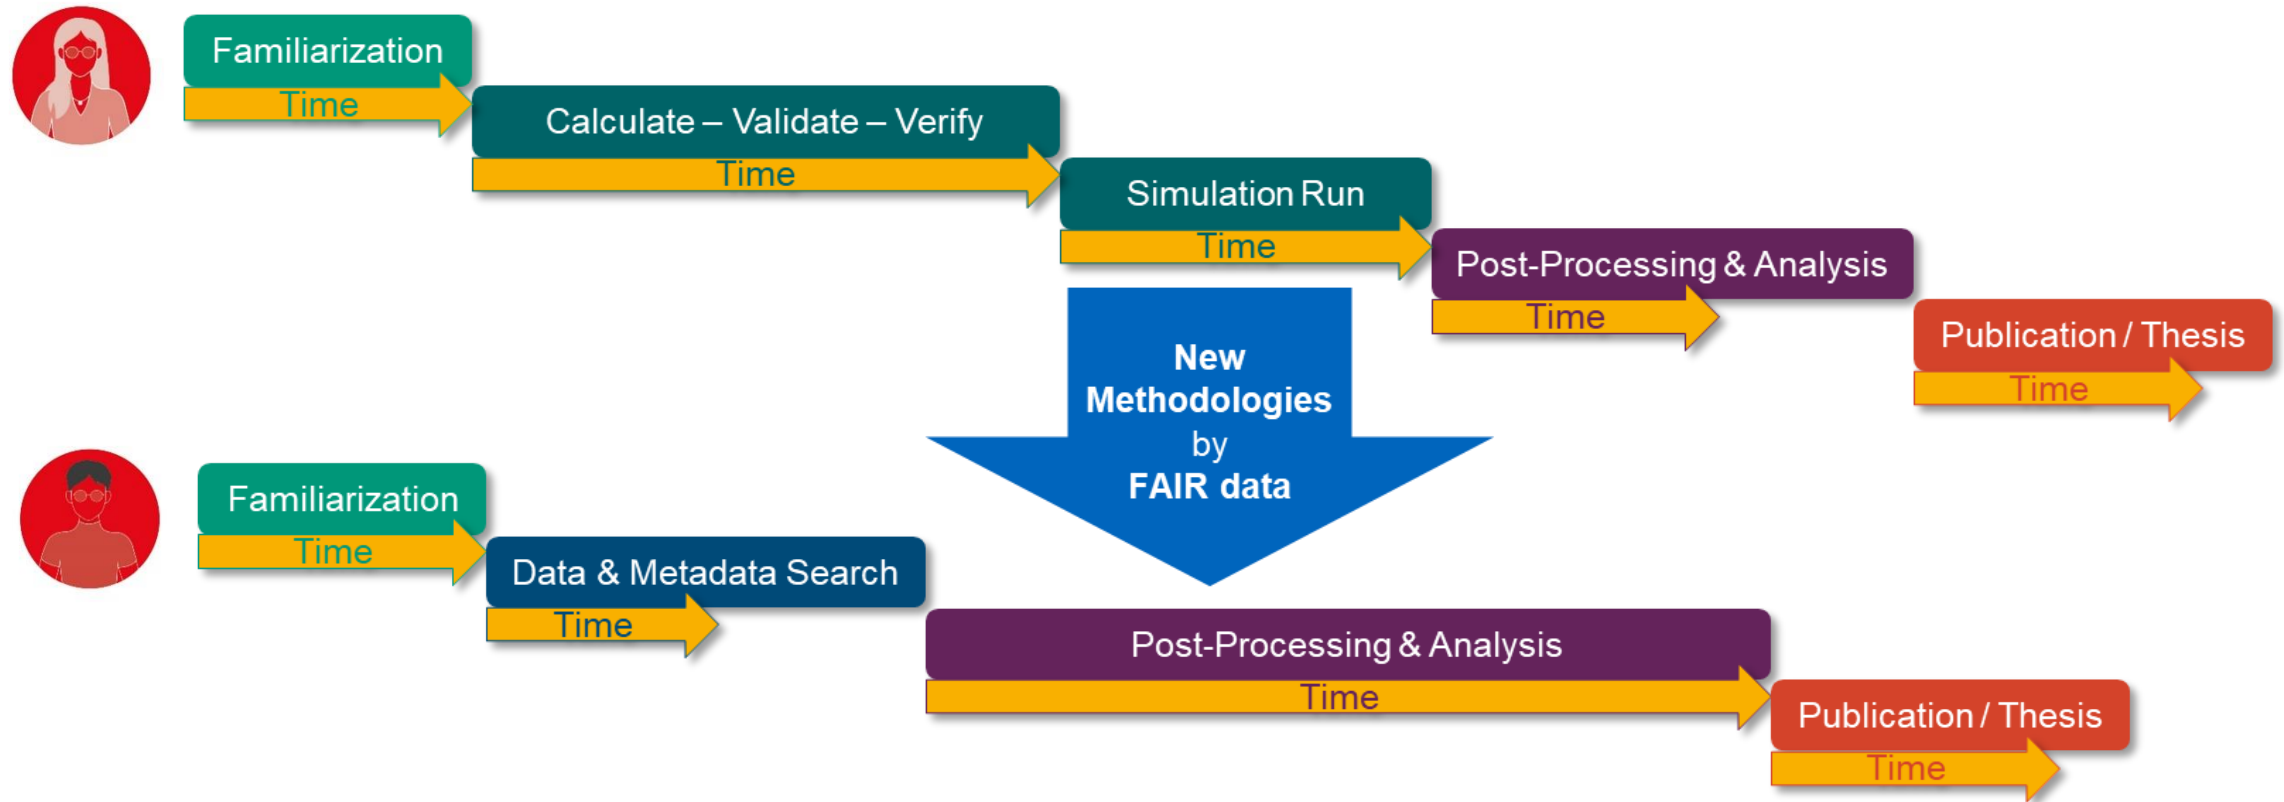 Familiarization
Time
Calculate – Validate – Verify
Time
Simulation Run
Time
Post-Processing & Analysis
Time
Publication / Thesis
Time
New
Methodologies
by
FAIR data
Familiarization
Time
Data & Metadata Search
Time
Post-Processing & Analysis
Time
Publication / Thesis
Time